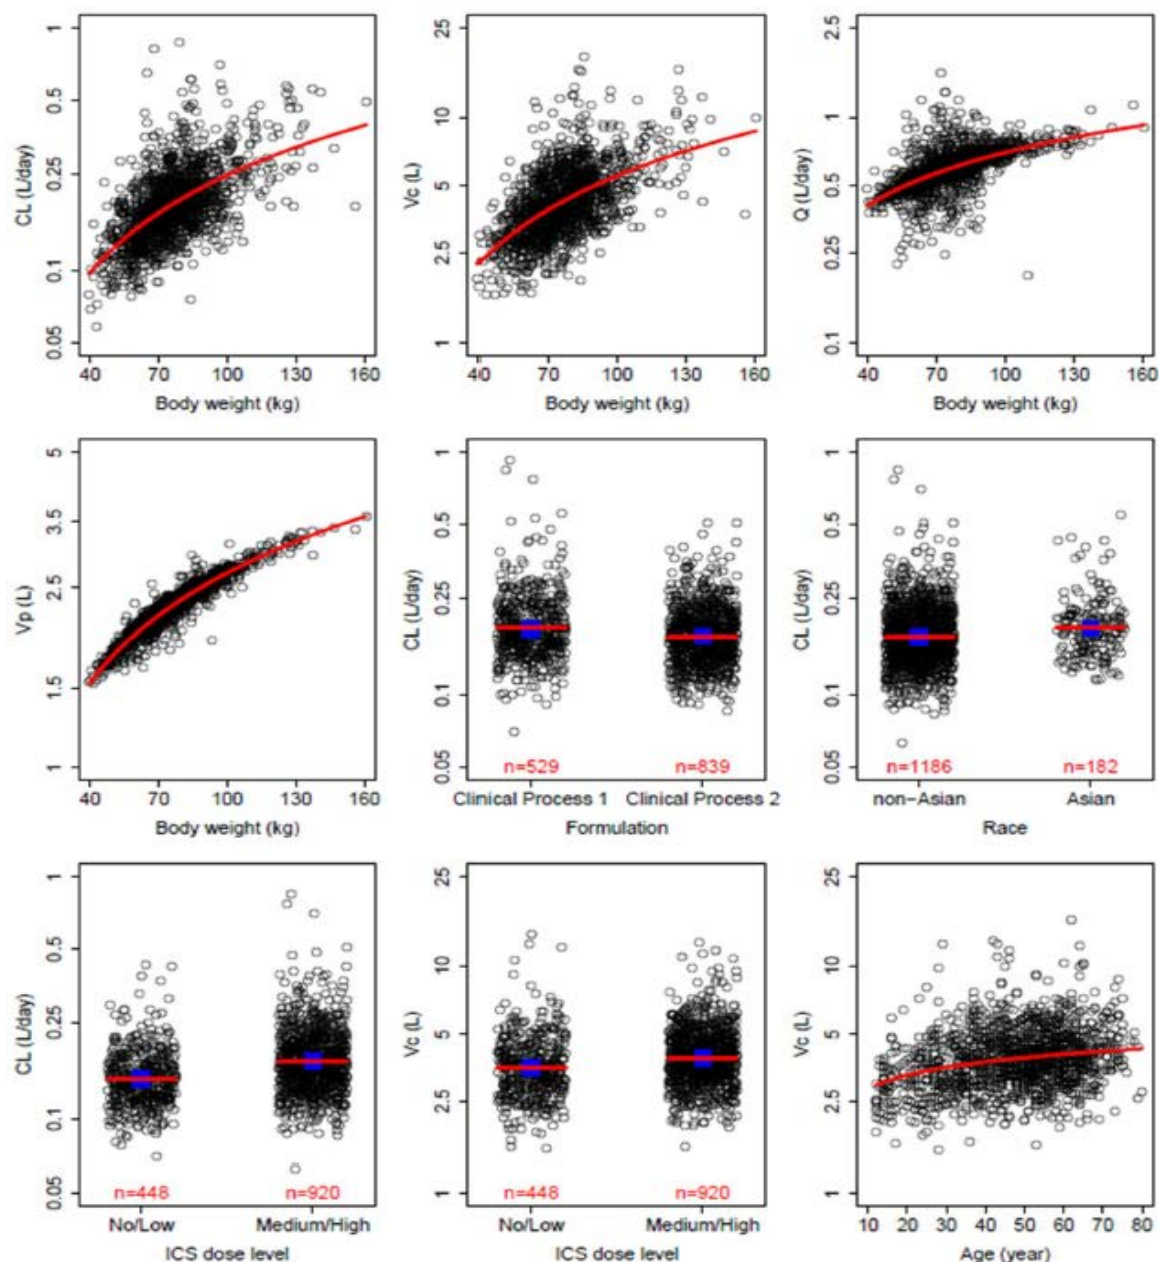 CL (L/day)
1
0.5
0.25
0.1
0.05
40 70 100 130 160
Body weight (kg)
Vc (L)
25
10
5
2.5
1
40 70 100 130 160
Body weight (kg)
Q (L/day)
2.5
1
0.5
0.25
0.1
40 70 100 130 160
Body weight (kg)
Vp (L)
5
3.5
2.5
1.5
1
40 70 100 130 160
Body weight (kg)
CL (L/day)
1
0.5
0.25
0.1
0.05
n=529 n=839
Clinical Process 1 Clinical Process 2
Formulation
CL (L/day)
1
0.5
0.25
0.1
0.05
n=1186 n=182
non-Asian Asian
Race
CL (L/day)
1
0.5
0.25
0.1
0.05
n=448 n=920
No/Low Medium/High
ICS dose level
Vc (L)
25
10
5
2.5
1
n=448 n=920
No/Low Medium/High
ICS dose level
Vc (L)
25
10
5
2.5
1
10 20 30 40 50 60 70 80
Age (year)